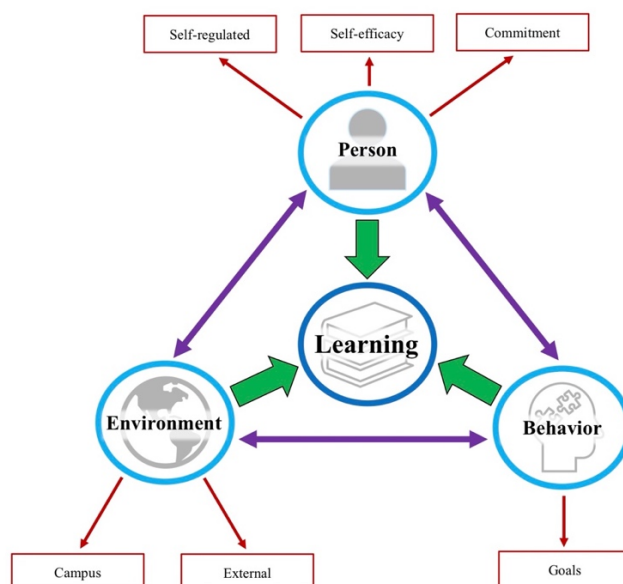 Self-regulated
Self-efficacy
Commitment
Person
Learning
Environment
Behavior
Campus
External
Goals